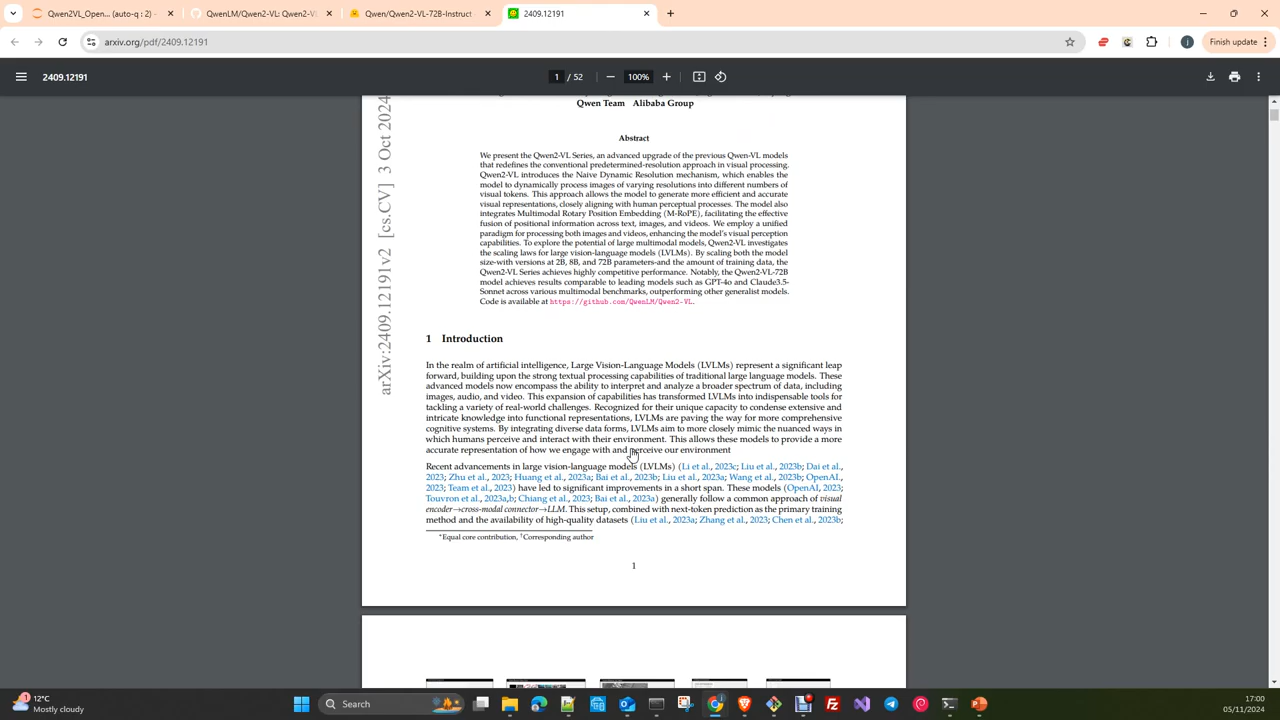 Qwen2VL_Open... (auto-q : 2) -
QwenLM/Qwen2-VL: Qwen2-V
Qwen/Qwen2-VL-72B-Instruct
2409.12191
arxiv.org/pdf/2409.12191
Finish update
2409.12191
1 / 52
100%
Qwen Team Alibaba Group
Abstract
We present the Qwen2-VL Series, an advanced upgrade of the previous Qwen-VL models
that redefines the conventional predetermined-resolution approach in visual processing.
Qwen2-VL introduces the Naive Dynamic Resolution mechanism, which enables the
model to dynamically process images of varying resolutions into different numbers of
visual tokens. This approach allows the model to generate more efficient and accurate
visual representations, closely aligning with human perceptual processes. The model also
integrates Multimodal Rotary Position Embedding (M-RoPE), facilitating the effective
fusion of positional information across text, images, and videos. We employ a unified
paradigm for processing both images and videos, enhancing the model's visual perception
capabilities. To explore the potential of large multimodal models, Qwen2-VL investigates
the scaling laws for large vision-language models (LVLMs). By scaling both the model
size-with versions at 2B, 8B, and 72B parameters-and the amount of training data, the
Qwen2-VL Series achieves highly competitive performance. Notably, the Qwen2-VL-72B
model achieves results comparable to leading models such as GPT-4o and Claude3.5-
Sonnet across various multimodal benchmarks, outperforming other generalist models.
Code is available at https://github.com/QwenLM/Qwen2-VL.
arXiv:2409.12191v2 [cs.CV] 3 Oct 2024
1 Introduction
In the realm of artificial intelligence, Large Vision-Language Models (LVLMs) represent a significant leap
forward, building upon the strong textual processing capabilities of traditional large language models. These
advanced models now encompass the ability to interpret and analyze a broader spectrum of data, including
images, audio, and video. This expansion of capabilities has transformed LVLMs into indispensable tools for
tackling a variety of real-world challenges. Recognized for their unique capacity to condense extensive and
intricate knowledge into functional representations, LVLMs are paving the way for more comprehensive
cognitive systems. By integrating diverse data forms, LVLMs aim to more closely mimic the nuanced ways in
which humans perceive and interact with their environment. This allows these models to provide a more
accurate representation of how we engage with and perceive our environment
Recent advancements in large vision-language models (LVLMs) (Li et al., 2023c; Liu et al., 2023b; Dai et al.,
2023; Zhu et al., 2023; Huang et al., 2023a; Bai et al., 2023b; Liu et al., 2023a; Wang et al., 2023b; OpenAI.,
2023; Team et al., 2023) have led to significant improvements in a short span. These models (OpenAI, 2023;
Touvron et al., 2023a,b; Chiang et al., 2023; Bai et al., 2023a) generally follow a common approach of visual
encoder→cross-modal connector→LLM. This setup, combined with next-token prediction as the primary training
method and the availability of high-quality datasets (Liu et al., 2023a; Zhang et al., 2023; Chen et al., 2023b;
*Equal core contribution, †Corresponding author
1
12°C
Mostly cloudy
Search
17:00
05/11/2024